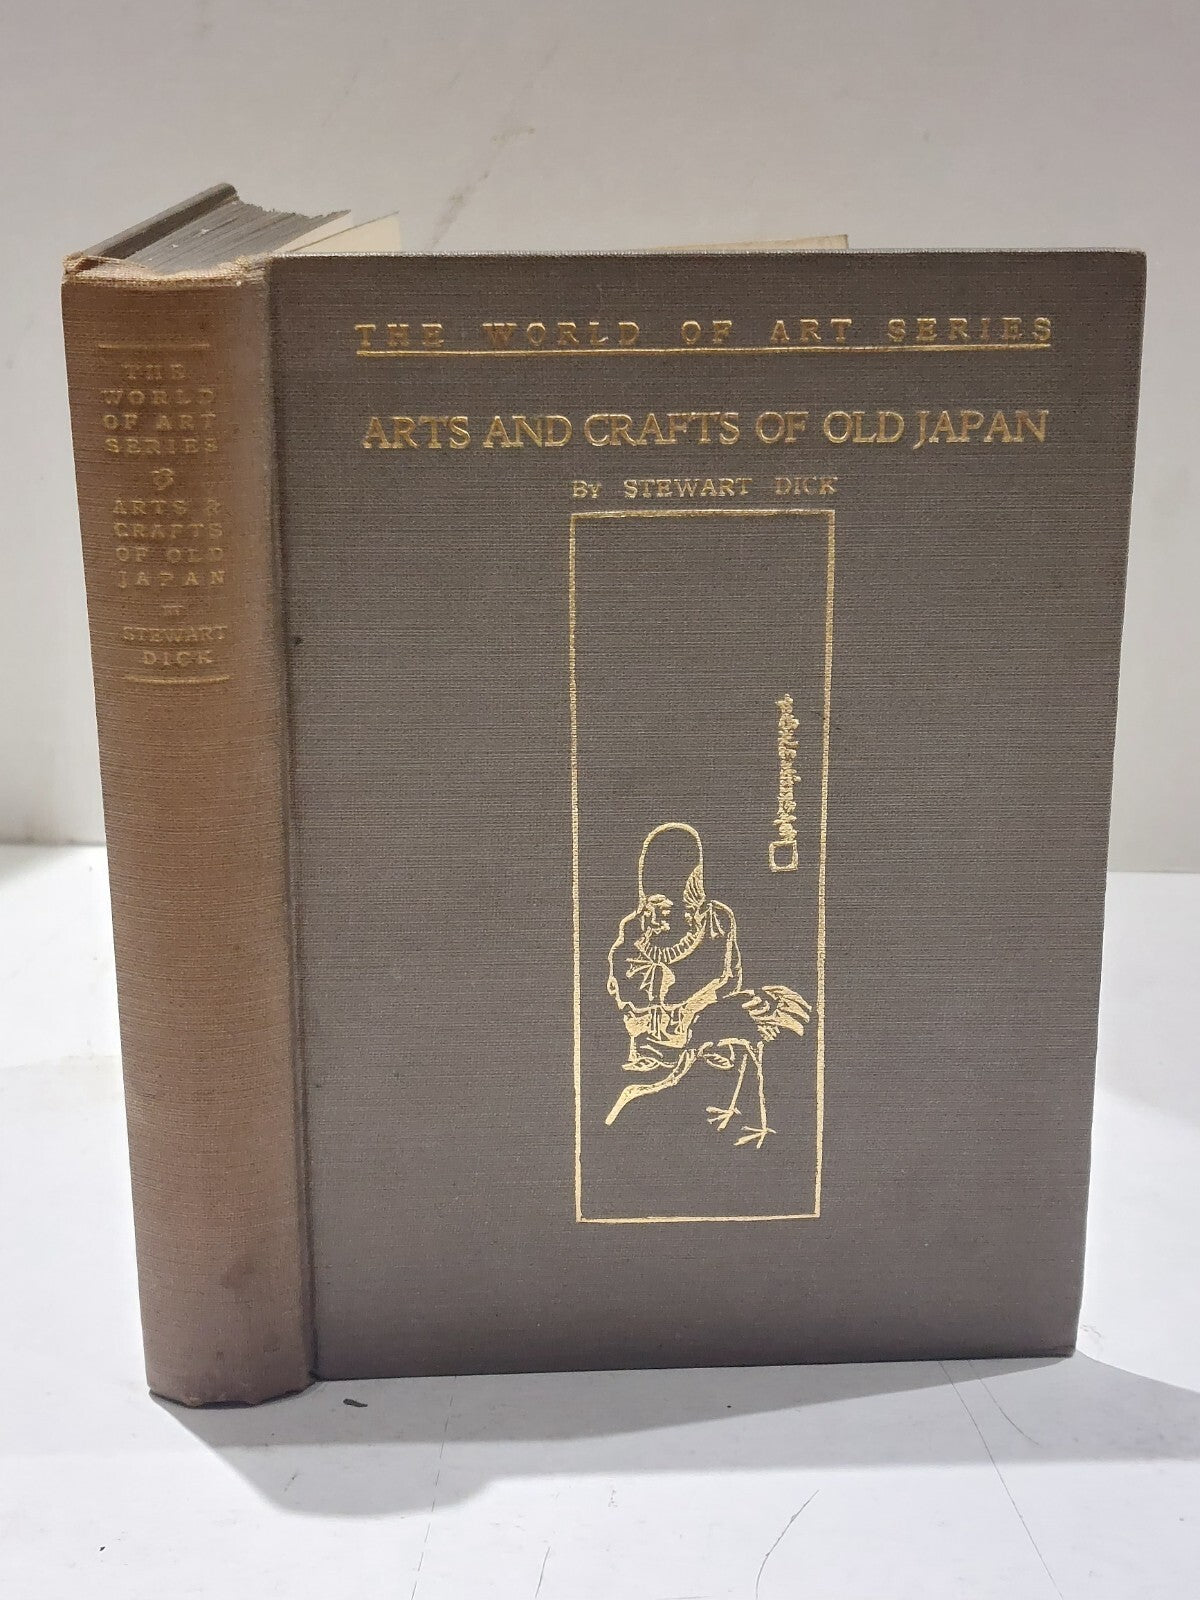 THE
WORLD
OF ART
SERIES
ARTS &
CRAFTS
OF OLD
JAPAN
STEWART
DICK
THE WORLD OF ART SERIES
ARTS AND CRAFTS OF OLD JAPAN
By STEWART DICK